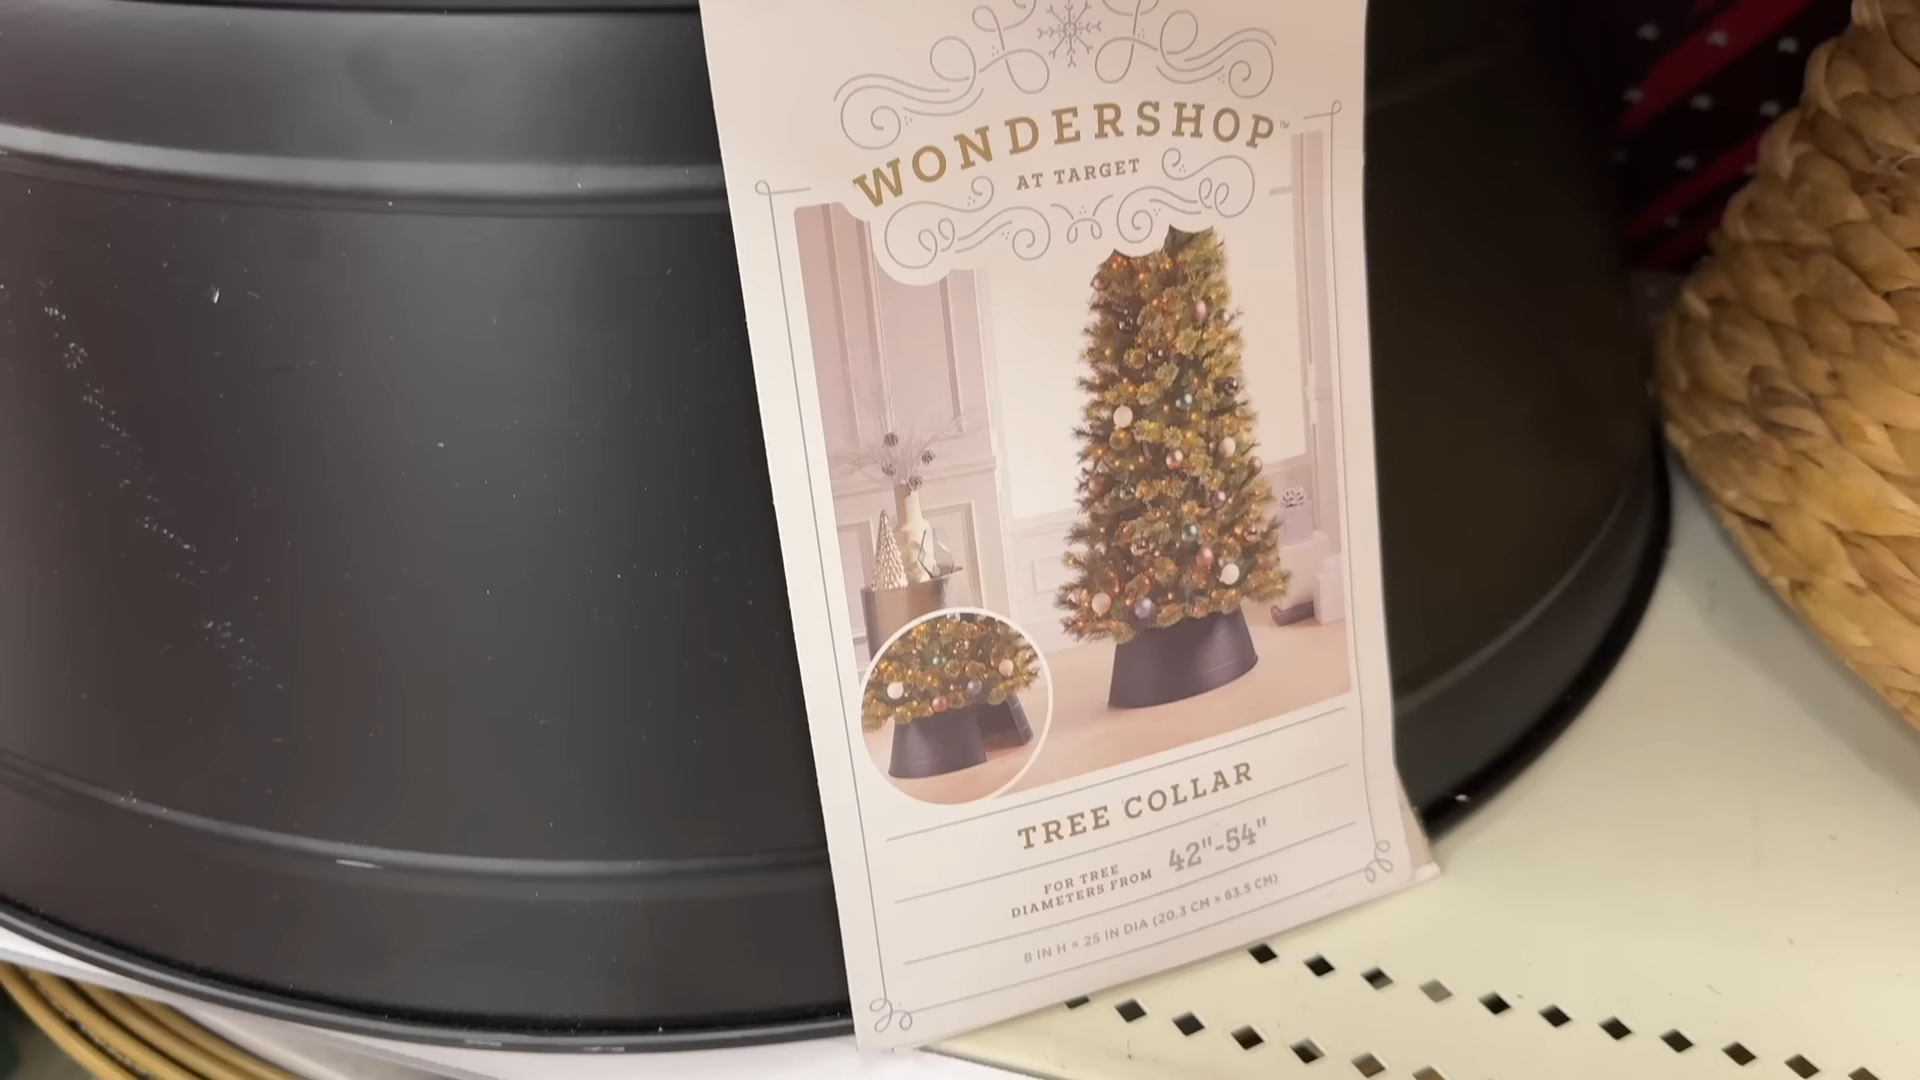 WONDERSHOP™
AT TARGET
TREE COLLAR
FOR TREE
DIAMETERS FROM 42"-54"
8 IN H × 25 IN DIA (20.3 CM × 63.5 CM)